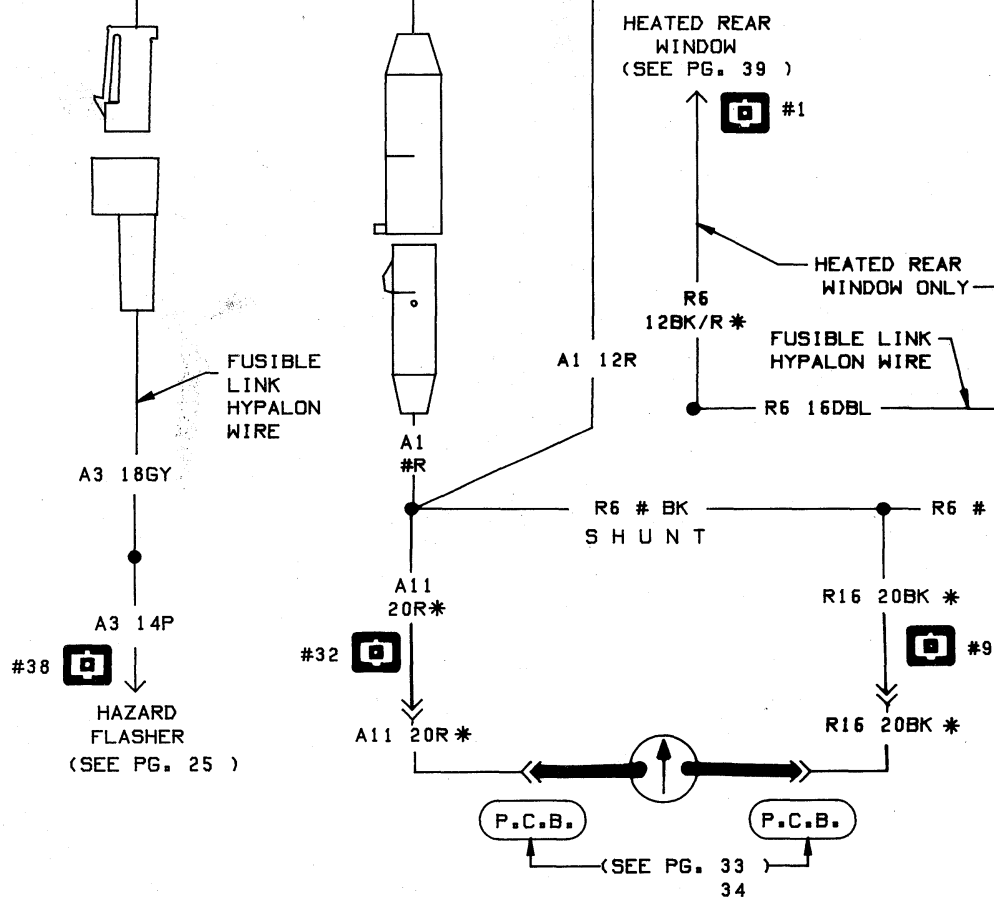 HEATED REAR
WINDOW
(SEE PG. 39 )
#1
HEATED REAR
WINDOW ONLY
R6
12BK/R *
FUSIBLE LINK
HYPALON WIRE
A1 12R
FUSIBLE
LINK
HYPALON
WIRE
R6 16DBL
A1
#R
A3 18GY
R6 # BK
SHUNT
R6 #
A11
20R*
R16 20BK *
A3 14P
#38
#32
#9
HAZARD
FLASHER
(SEE PG. 25 )
A11 20R*
R16 20BK *
P.C.B.
P.C.B.
(SEE PG. 33 )
34